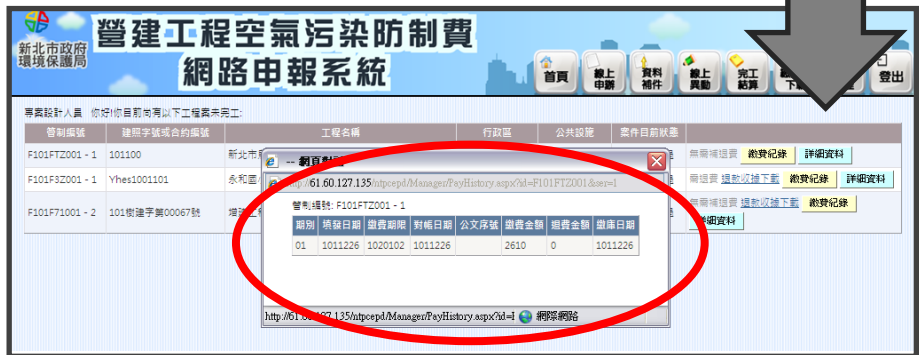 新北市政府
環境保護局
營建工程空氣污染防制費
網路申報系統
首頁
線上
申辦
資料
補件
線上
異動
完工
結算
登出
專案設計人員 你好!你目前尚有以下工程案未完工:
管制編號 建照字號或合約編號 工程名稱 行政區 公共設施 案件目前狀態
F101FTZ001 - 1 101100 新北市 無需補退費 繳費紀錄 詳細資料
F101F3Z001 - 1 Yhes1001101 永和區 需退費 退款收據下載 繳費紀錄 詳細資料
F101F71001 - 2 101樹建字第00067號 無需補退費 退款收據下載 繳費紀錄
詳細資料
-- 網頁對話
61.60.127.135/ntpcepd/Manager/PayHistory.aspx?id=F101FTZ001&ser=1
管制編號: F101FTZ001 - 1
期別 填發日期 繳費期限 對帳日期 公文序號 繳費金額 退費金額 繳庫日期
01 1011226 1020102 1011226 2610 0 1011226
http://61.60.127.135/ntpcepd/Manager/PayHistory.aspx?id=F 網際網路